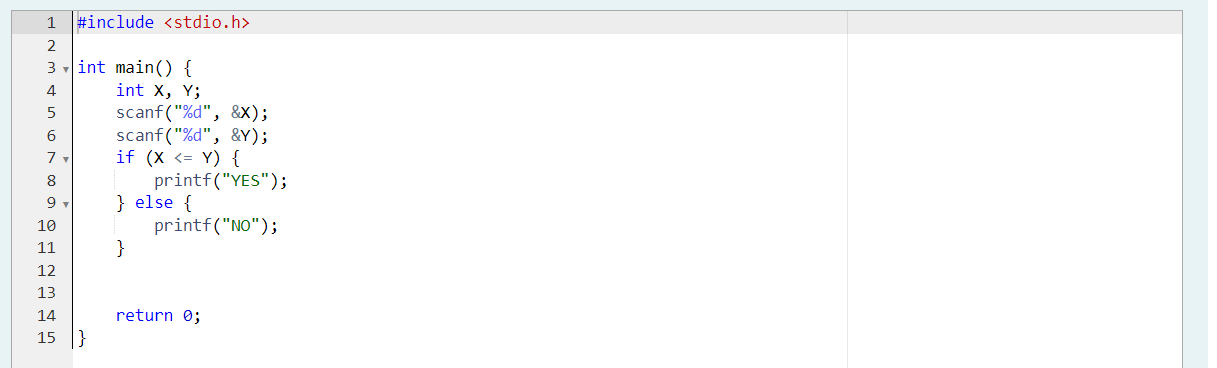 1 #include <stdio.h>
2
3 int main() {
4     int X, Y;
5     scanf("%d", &X);
6     scanf("%d", &Y);
7     if (X <= Y) {
8         printf("YES");
9     } else {
10         printf("NO");
11     }
12
13
14     return 0;
15 }